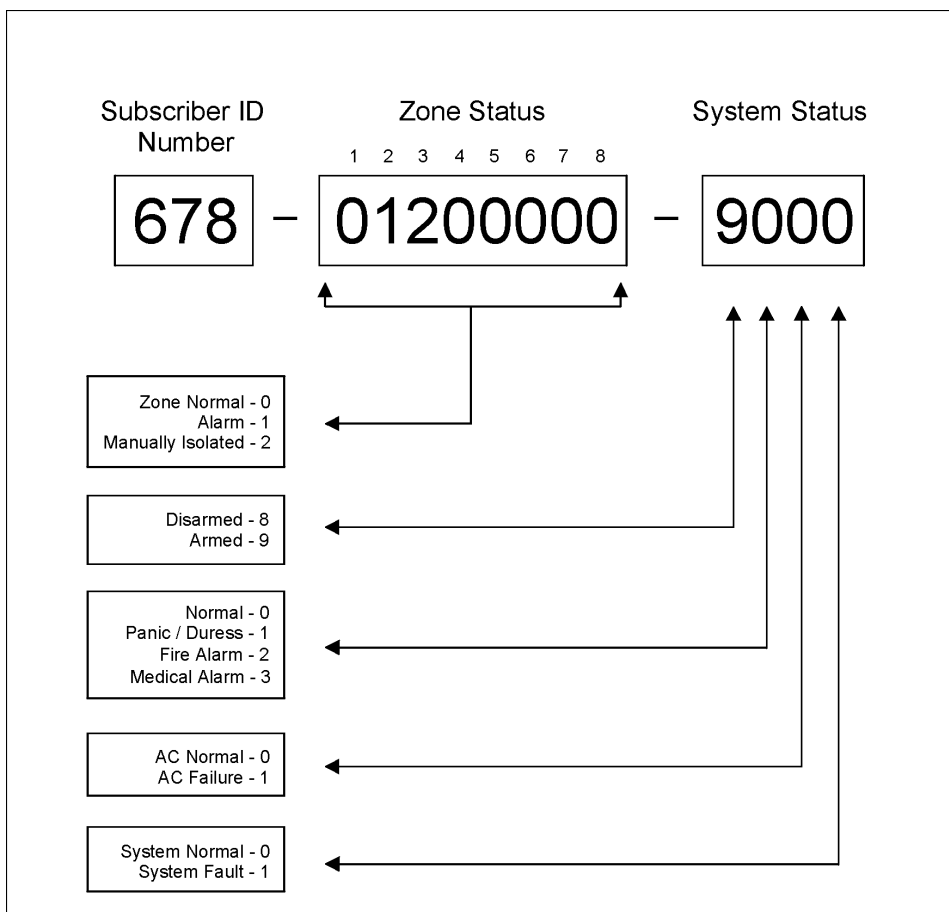 Subscriber ID
Number
Zone Status
System Status
1 2 3 4 5 6 7 8
678 - 01200000 - 9000
Zone Normal - 0
Alarm - 1
Manually Isolated - 2
Disarmed - 8
Armed - 9
Normal - 0
Panic / Duress - 1
Fire Alarm - 2
Medical Alarm - 3
AC Normal - 0
AC Failure - 1
System Normal - 0
System Fault - 1